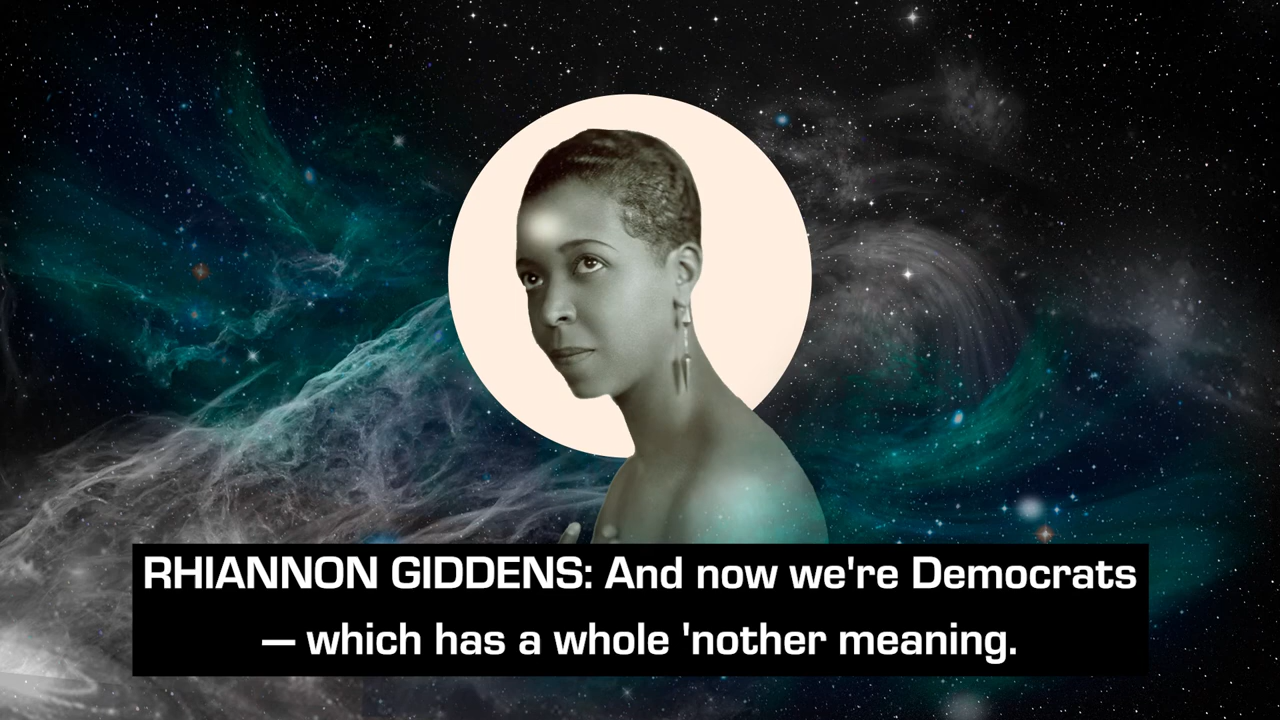 RHIANNON GIDDENS: And now we're Democrats
— which has a whole 'nother meaning.